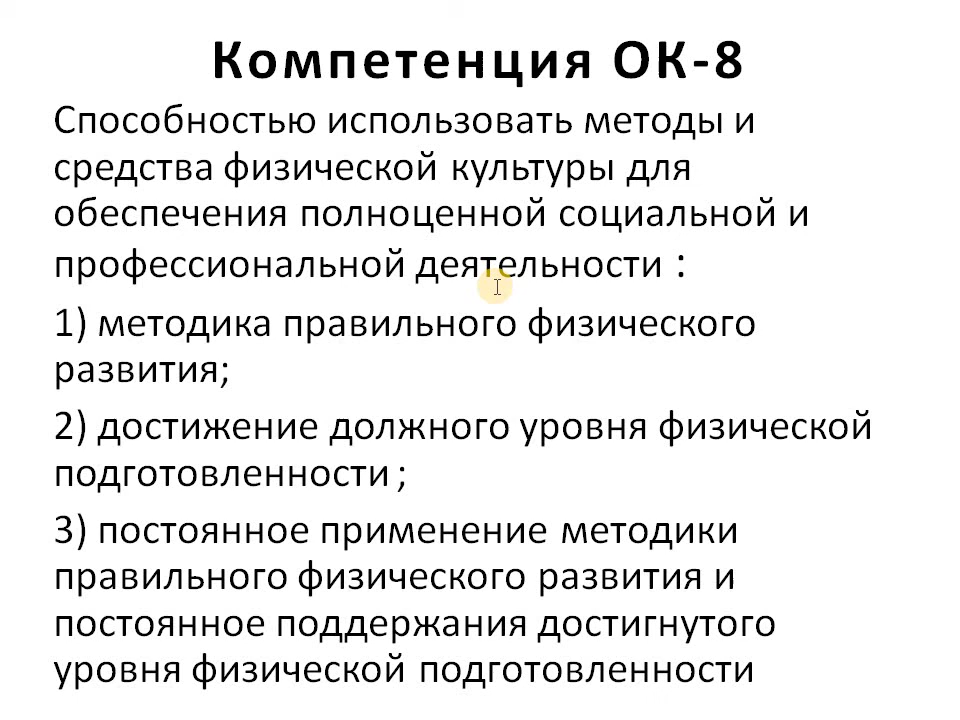 Компетенция ОК-8
Способностью использовать методы и
средства физической культуры для
обеспечения полноценной социальной и
профессиональной деятельности :
1) методика правильного физического
развития;
2) достижение должного уровня физической
подготовленности ;
3) постоянное применение методики
правильного физического развития и
постоянное поддержания достигнутого
уровня физической подготовленности